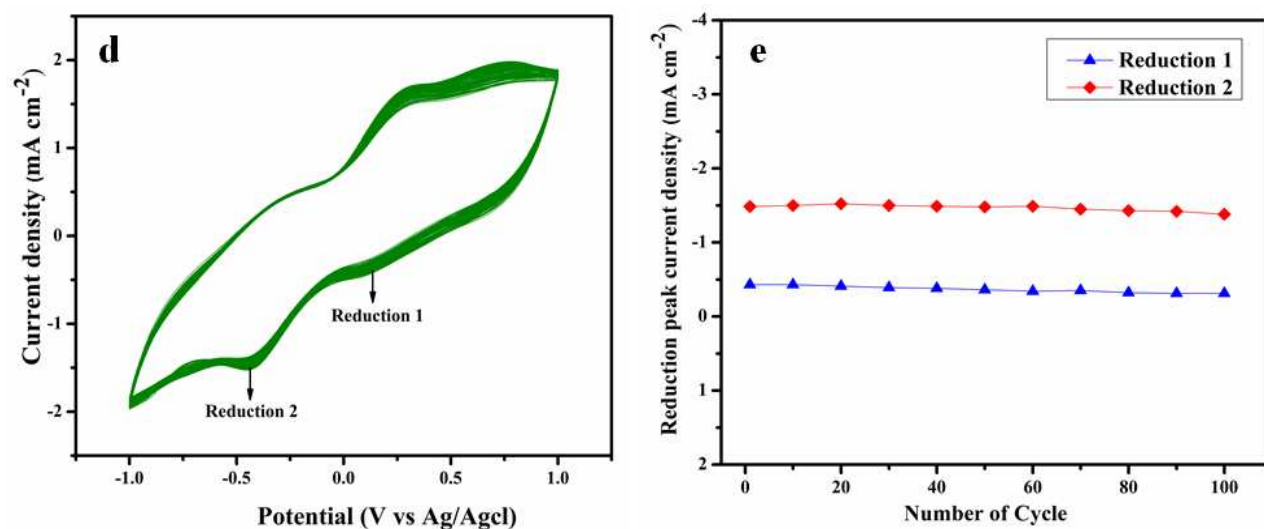 d
2
1
0
-1
-2
Current density (mA cm-2)
Reduction 1
Reduction 2
-1.0 -0.5 0.0 0.5 1.0
Potential (V vs Ag/Agcl)
e
Reduction 1
Reduction 2
-4
-3
-2
-1
0
1
2
Reduction peak current density (mA cm-2)
0 20 40 60 80 100
Number of Cycle